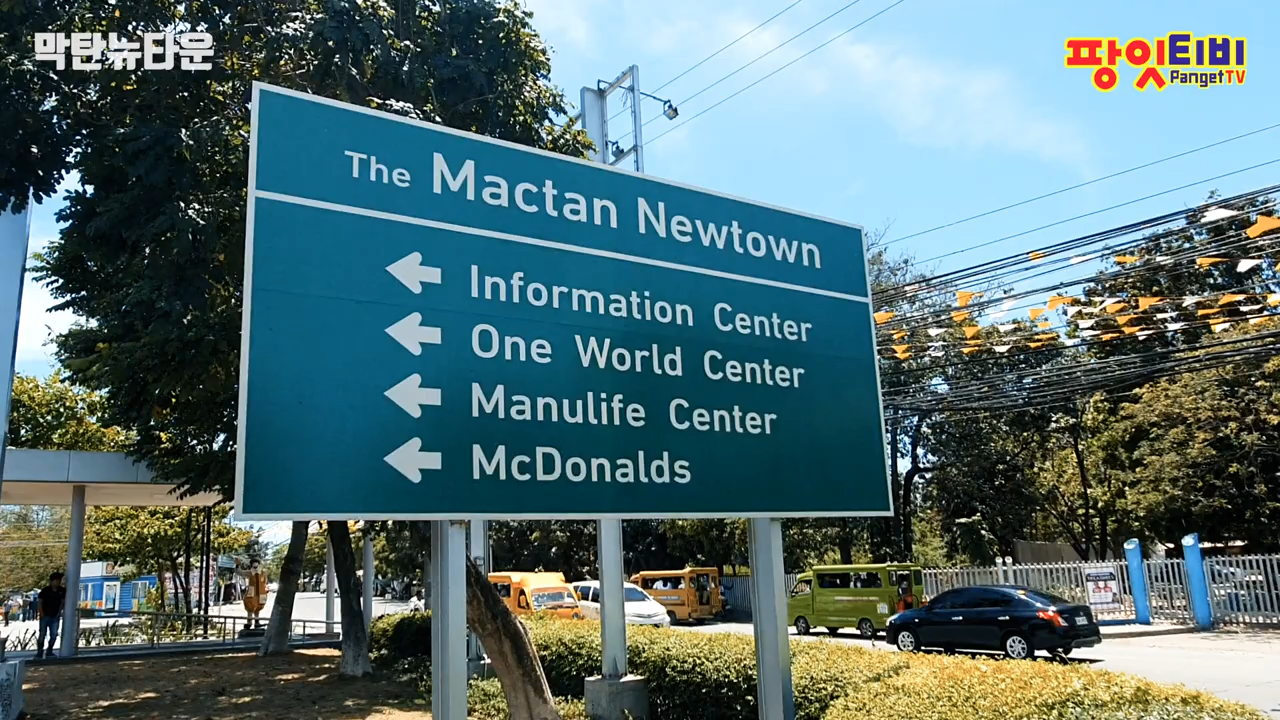 막탄뉴타운
팡잇티비
PangetTV
The Mactan Newtown
Information Center
One World Center
Manulife Center
McDonalds